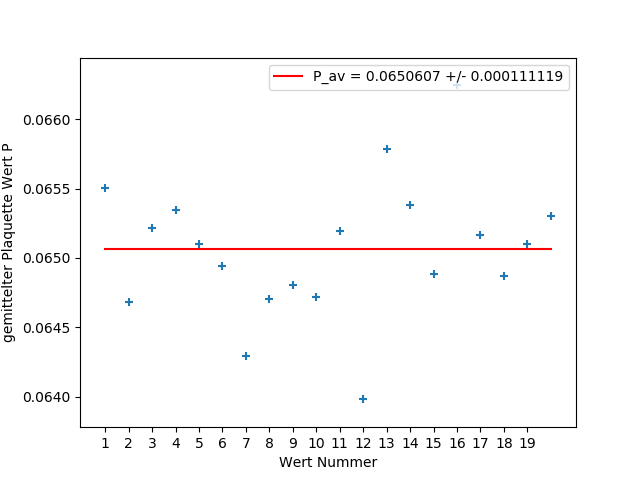 P_av = 0.0650607 +/- 0.000111119
0.0660
0.0655
0.0650
0.0645
0.0640
gemittelter Plaquette Wert P
1 2 3 4 5 6 7 8 9 10 11 12 13 14 15 16 17 18 19
Wert Nummer